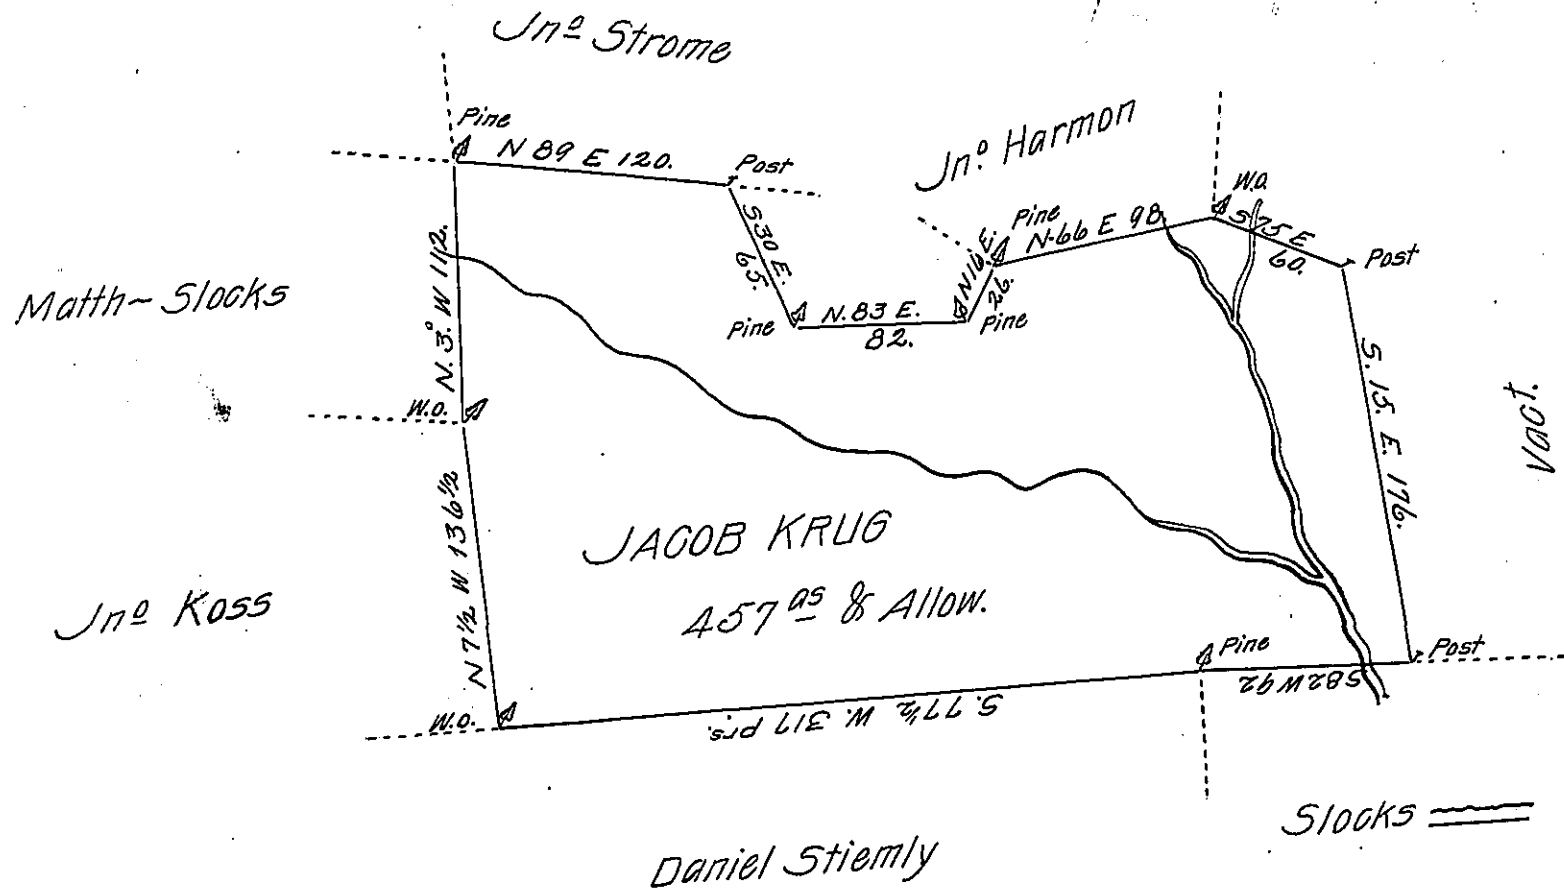 Jnº Strome
Pine
N 89 E 120.
Post
Jnº Harmon
W.O.
S 75 E
60.
Post
S 30 E.
65.
Pine
N 66 E 98
N 16 E.
26.
Pine
N. 83 E.
82.
Pine
Matth~ Slocks
N. 3.º W 112.
W.O.
S. 15. E. 176.
Vact.
N 7½ W 136½
JACOB KRUG
457 as & Allow.
Jnº Koss
Pine
Post
S 82 W 92
W.O.
S. 77½ W. 317 prs.
Slocks
Daniel Stiemly